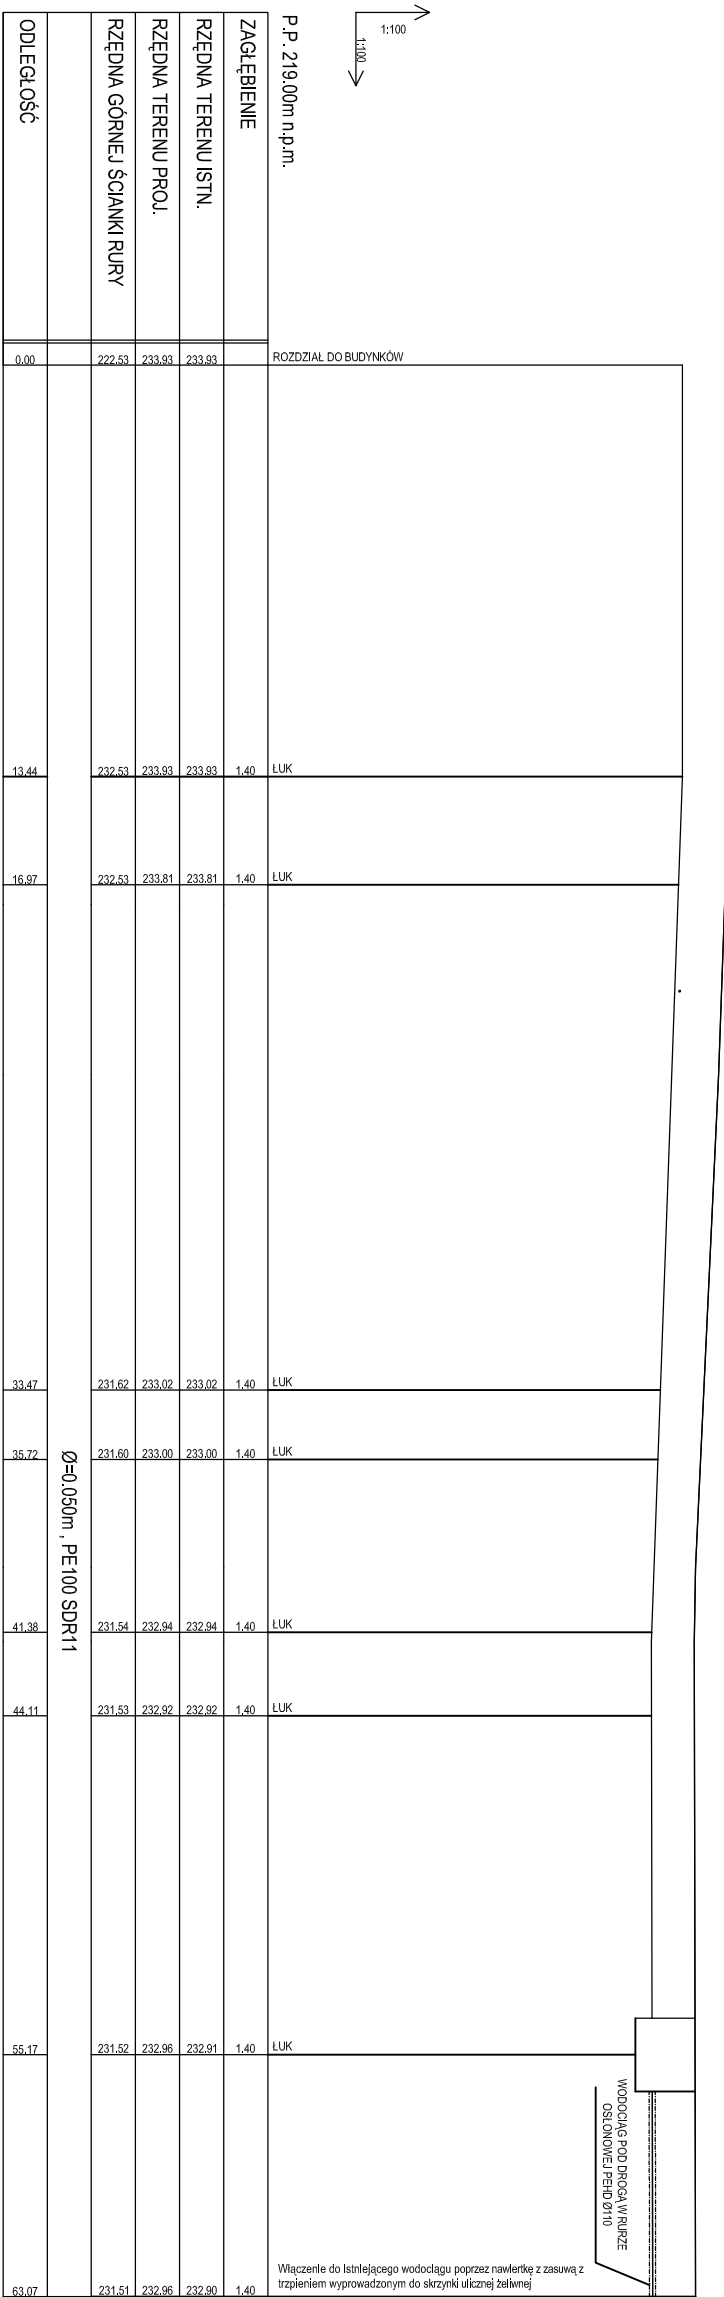 1:100
1:100
P.P. 219.00m n.p.m.
ZAGŁĘBIENIE
RZĘDNA TERENU ISTN.
RZĘDNA TERENU PROJ.
RZĘDNA GÓRNEJ ŚCIANKI RURY
ODLEGŁOŚĆ
0.00 222.53 233.93 233.93 ROZDZIAŁ DO BUDYNKÓW
13.44 232.53 233.93 233.93 1.40 ŁUK
16.97 232.53 233.81 233.81 1.40 ŁUK
33.47 231.62 233.02 233.02 1.40 ŁUK
35.72 231.60 233.00 233.00 1.40 ŁUK
Ø=0.050m , PE100 SDR11
41.38 231.54 232.94 232.94 1.40 ŁUK
44.11 231.53 232.92 232.92 1.40 ŁUK
55.17 231.52 232.96 232.91 1.40 ŁUK
WODOCIĄG POD DROGĄ W RURZE
OSŁONOWEJ PEHD Ø110
Włączenie do istniejącego wodociągu poprzez nawiertkę z zasuwą z
trzpieniem wyprowadzonym do skrzynki ulicznej żeliwnej
63.07 231.51 232.96 232.90 1.40